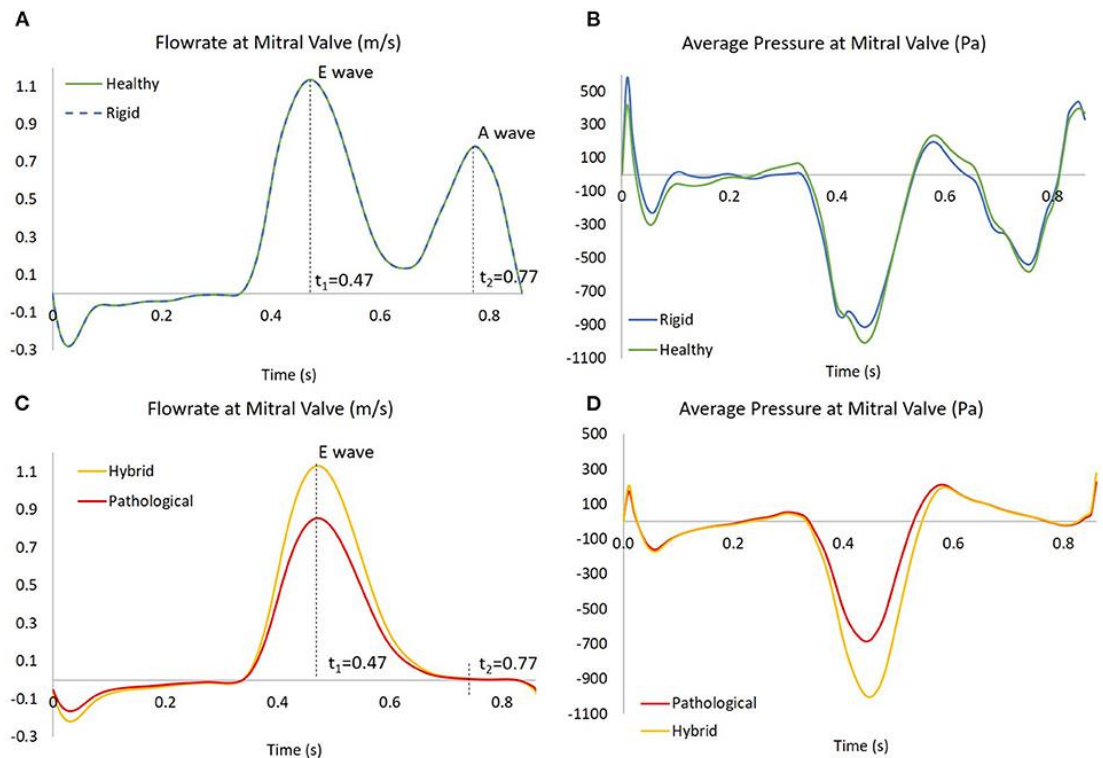 A
Flowrate at Mitral Valve (m/s)
E wave
A wave
Healthy
Rigid
1.1
0.9
0.7
0.5
0.3
0.1
-0.1
-0.3
0
0.2
0.4
0.6
0.8
t1=0.47
t2=0.77
Time (s)
B
Average Pressure at Mitral Valve (Pa)
500
300
100
-100
-300
-500
-700
-900
-1100
0
0.2
0.4
0.6
0.8
Rigid
Healthy
Time (s)
C
Flowrate at Mitral Valve (m/s)
E wave
Hybrid
Pathological
1.1
0.9
0.7
0.5
0.3
0.1
-0.1
-0.3
0
0.2
0.4
0.6
0.8
t1=0.47
t2=0.77
Time (s)
D
Average Pressure at Mitral Valve (Pa)
500
300
100
-100
-300
-500
-700
-900
-1100
0.0
0.2
0.4
0.6
0.8
Pathological
Hybrid
Time (s)